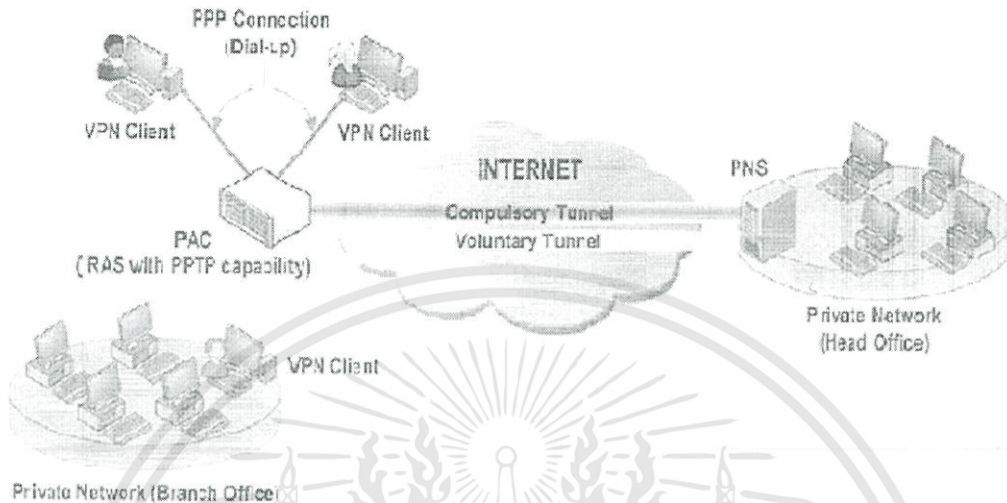 PPP Connection
(Dial-up)
VPN Client
VPN Client
INTERNET
PNS
Compulsory Tunnel
Voluntary Tunnel
PAC
(RAS with PPTP capability)
Private Network
(Head Office)
VPN Client
Private Network (Branch Office)